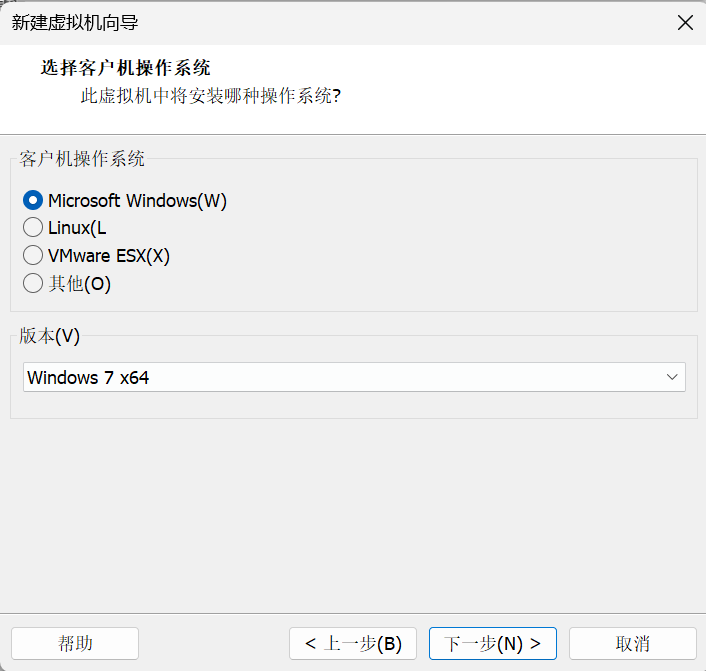 新建虚拟机向导
选择客户机操作系统
此虚拟机中将安装哪种操作系统?
客户机操作系统
Microsoft Windows(W)
Linux(L
VMware ESX(X)
其他(O)
版本(V)
Windows 7 x64
帮助
< 上一步(B)
下一步(N) >
取消